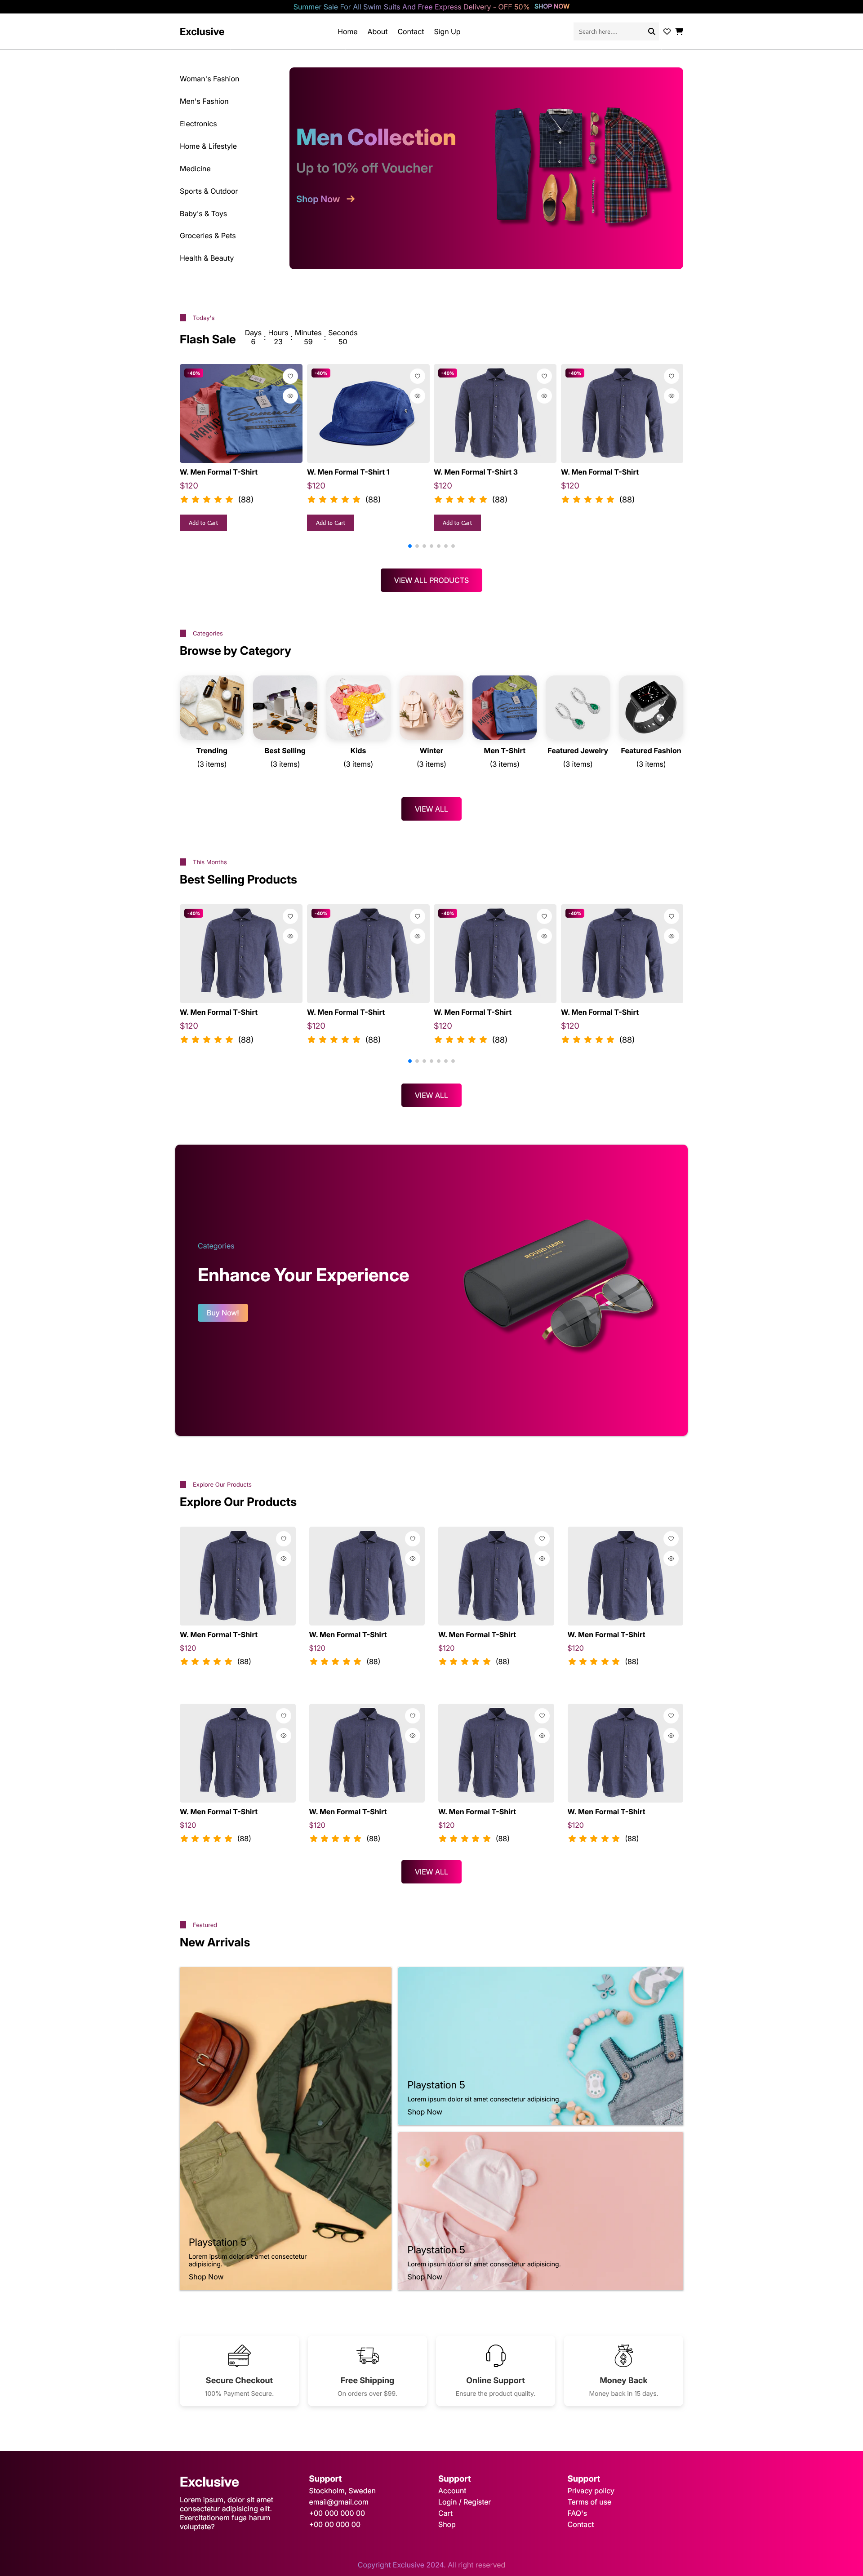 Summer Sale For All Swim Suits And Free Express Delivery - OFF 50% SHOP NOW
Exclusive
Home About Contact Sign Up
Search here....
Woman's Fashion
Men's Fashion
Electronics
Home & Lifestyle
Medicine
Sports & Outdoor
Baby's & Toys
Groceries & Pets
Health & Beauty
Men Collection
Up to 10% off Voucher
Shop Now
Today's
Flash Sale
Days : Hours : Minutes : Seconds
6 23 59 50
-40% -40% -40% -40%
W. Men Formal T-Shirt W. Men Formal T-Shirt 1 W. Men Formal T-Shirt 3 W. Men Formal T-Shirt
$120 $120 $120 $120
(88) (88) (88) (88)
Add to Cart Add to Cart Add to Cart
VIEW ALL PRODUCTS
Categories
Browse by Category
Trending Best Selling Kids Winter Men T-Shirt Featured Jewelry Featured Fashion
(3 items) (3 items) (3 items) (3 items) (3 items) (3 items) (3 items)
VIEW ALL
This Months
Best Selling Products
-40% -40% -40% -40%
W. Men Formal T-Shirt W. Men Formal T-Shirt W. Men Formal T-Shirt W. Men Formal T-Shirt
$120 $120 $120 $120
(88) (88) (88) (88)
VIEW ALL
Categories
Enhance Your Experience
Buy Now!
ROUND HARD
Explore Our Products
Explore Our Products
W. Men Formal T-Shirt W. Men Formal T-Shirt W. Men Formal T-Shirt W. Men Formal T-Shirt
$120 $120 $120 $120
(88) (88) (88) (88)
W. Men Formal T-Shirt W. Men Formal T-Shirt W. Men Formal T-Shirt W. Men Formal T-Shirt
$120 $120 $120 $120
(88) (88) (88) (88)
VIEW ALL
Featured
New Arrivals
Playstation 5
Lorem ipsum dolor sit amet consectetur
adipisicing.
Shop Now
Playstation 5
Lorem ipsum dolor sit amet consectetur adipisicing.
Shop Now
Playstation 5
Lorem ipsum dolor sit amet consectetur adipisicing.
Shop Now
Secure Checkout
100% Payment Secure.
Free Shipping
On orders over $99.
Online Support
Ensure the product quality.
Money Back
Money back in 15 days.
Exclusive
Lorem ipsum, dolor sit amet
consectetur adipisicing elit.
Exercitationem fuga harum
voluptate?
Support
Stockholm, Sweden
email@gmail.com
+00 000 000 00
+00 00 000 00
Support
Account
Login / Register
Cart
Shop
Support
Privacy policy
Terms of use
FAQ's
Contact
Copyright Exclusive 2024. All right reserved